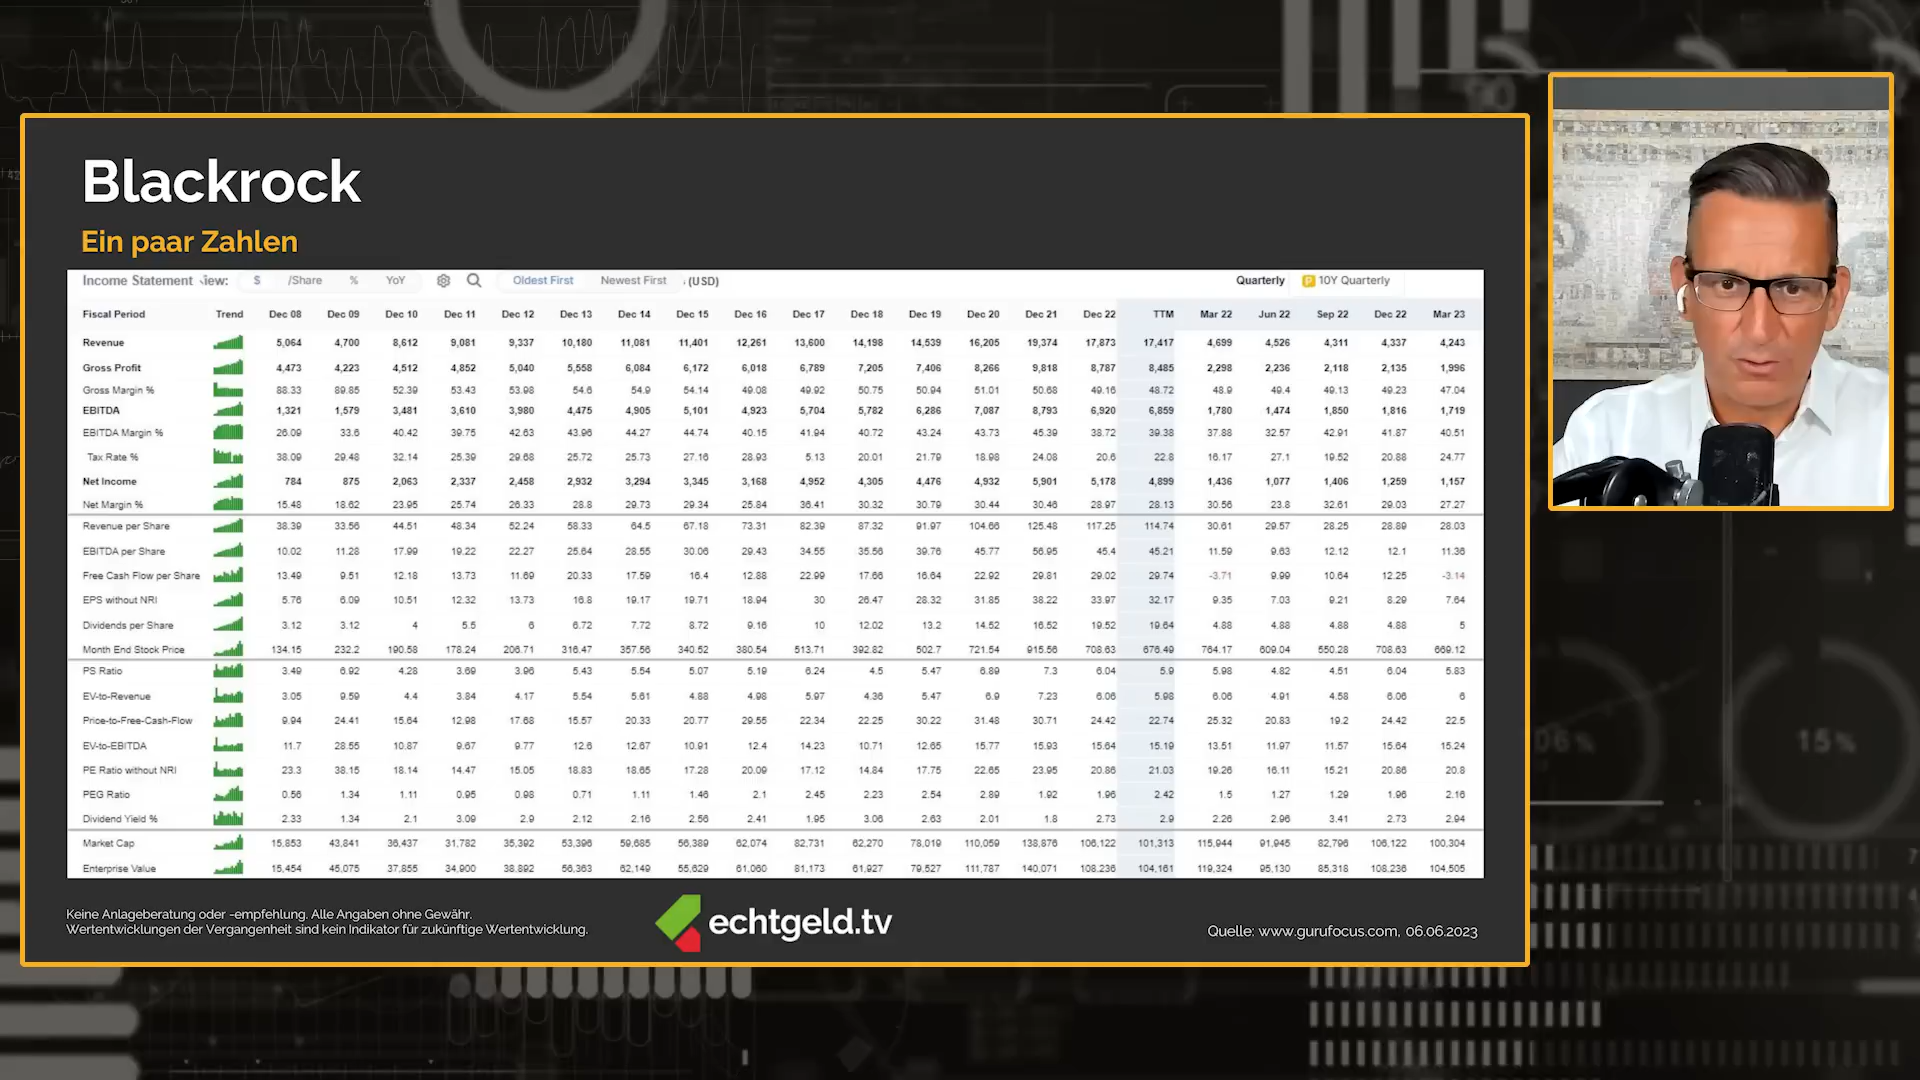 Blackrock
Ein paar Zahlen
Income Statement View: $ /Share % YoY Oldest First Newest First (USD) Quarterly P 10Y Quarterly
Fiscal Period Trend Dec 08 Dec 09 Dec 10 Dec 11 Dec 12 Dec 13 Dec 14 Dec 15 Dec 16 Dec 17 Dec 18 Dec 19 Dec 20 Dec 21 Dec 22 TTM Mar 22 Jun 22 Sep 22 Dec 22 Mar 23
Revenue 5,064 4,700 8,612 9,081 9,337 10,180 11,081 11,401 12,261 13,600 14,198 14,539 16,205 19,374 17,873 17,417 4,699 4,526 4,311 4,337 4,243
Gross Profit 4,473 4,223 4,512 4,852 5,040 5,558 6,084 6,172 6,018 6,789 7,205 7,406 8,266 9,818 8,787 8,485 2,298 2,236 2,118 2,135 1,996
Gross Margin % 88.33 89.85 52.39 53.43 53.98 54.6 54.9 54.14 49.08 49.92 50.75 50.94 51.01 50.68 49.16 48.72 48.9 49.4 49.13 49.23 47.04
EBITDA 1,321 1,579 3,481 3,610 3,980 4,475 4,905 5,101 4,923 5,704 5,782 6,286 7,087 8,793 6,920 6,859 1,780 1,474 1,850 1,816 1,719
EBITDA Margin % 26.09 33.6 40.42 39.75 42.63 43.96 44.27 44.74 40.15 41.94 40.72 43.24 43.73 45.39 38.72 39.38 37.88 32.57 42.91 41.87 40.51
Tax Rate % 38.09 29.48 32.14 25.39 29.68 25.72 25.73 27.16 28.93 5.13 20.01 21.79 18.98 24.08 20.6 22.8 16.17 27.1 19.52 20.88 24.77
Net Income 784 875 2,063 2,337 2,458 2,932 3,294 3,345 3,168 4,952 4,305 4,476 4,932 5,901 5,178 4,899 1,436 1,077 1,406 1,259 1,157
Net Margin % 15.48 18.62 23.95 25.74 26.33 28.8 29.73 29.34 25.84 36.41 30.32 30.79 30.44 30.46 28.97 28.13 30.56 23.8 32.61 29.03 27.27
Revenue per Share 38.39 33.56 44.51 48.34 52.24 58.33 64.5 67.18 73.31 82.39 87.32 91.97 104.66 125.48 117.25 114.74 30.61 29.57 28.25 28.89 28.03
EBITDA per Share 10.02 11.28 17.99 19.22 22.27 25.64 28.55 30.06 29.43 34.55 35.56 39.76 45.77 56.95 45.4 45.21 11.59 9.63 12.12 12.1 11.36
Free Cash Flow per Share 13.49 9.51 12.18 13.73 11.69 20.33 17.59 16.4 12.88 22.99 17.66 16.64 22.92 29.81 29.02 29.74 -3.71 9.99 10.64 12.25 -3.14
EPS without NRI 5.76 6.09 10.51 12.32 13.73 16.8 19.17 19.71 18.94 30 26.47 28.32 31.85 38.22 33.97 32.17 9.35 7.03 9.21 8.29 7.64
Dividends per Share 3.12 3.12 4 5.5 6 6.72 7.72 8.72 9.16 10 12.02 13.2 14.52 16.52 19.52 19.64 4.88 4.88 4.88 4.88 5
Month End Stock Price 134.15 232.2 190.58 178.24 206.71 316.47 357.56 340.52 380.54 513.71 392.82 502.7 721.54 915.56 708.63 676.49 764.17 609.04 550.28 708.63 669.12
PS Ratio 3.49 6.92 4.28 3.69 3.96 5.43 5.54 5.07 5.19 6.24 4.5 5.47 6.89 7.3 6.04 5.9 5.98 4.82 4.51 6.04 5.83
EV-to-Revenue 3.05 9.59 4.4 3.84 4.17 5.54 5.61 4.88 4.98 5.97 4.36 5.47 6.9 7.23 6.06 5.98 6.06 4.91 4.58 6.06 6
Price-to-Free-Cash-Flow 9.94 24.41 15.64 12.98 17.68 15.57 20.33 20.77 29.55 22.34 22.25 30.22 31.48 30.71 24.42 22.74 25.32 20.83 19.2 24.42 22.5
EV-to-EBITDA 11.7 28.55 10.87 9.67 9.77 12.6 12.67 10.91 12.4 14.23 10.71 12.65 15.77 15.93 15.64 15.19 13.51 11.97 11.57 15.64 15.24
PE Ratio without NRI 23.3 38.15 18.14 14.47 15.05 18.83 18.65 17.28 20.09 17.12 14.84 17.75 22.65 23.95 20.86 21.03 19.26 16.11 15.21 20.86 20.8
PEG Ratio 0.56 1.34 1.11 0.95 0.98 0.71 1.11 1.46 2.1 2.45 2.23 2.54 2.89 1.92 1.96 2.42 1.5 1.27 1.29 1.96 2.16
Dividend Yield % 2.33 1.34 2.1 3.09 2.9 2.12 2.16 2.56 2.41 1.95 3.06 2.63 2.01 1.8 2.73 2.9 2.26 2.96 3.41 2.73 2.94
Market Cap 15,853 43,841 36,437 31,782 35,392 53,396 59,685 56,389 62,074 82,731 62,270 78,019 110,059 138,876 106,122 101,313 115,944 91,945 82,796 106,122 100,304
Enterprise Value 15,454 45,075 37,855 34,900 38,892 56,363 62,149 55,629 61,060 81,173 61,927 79,527 111,787 140,071 108,236 104,161 119,324 95,130 85,318 108,236 104,505
Keine Anlageberatung oder -empfehlung. Alle Angaben ohne Gewähr.
Wertentwicklungen der Vergangenheit sind kein Indikator für zukünftige Wertentwicklung.
echtgeld.tv
Quelle: www.gurufocus.com, 06.06.2023
15%